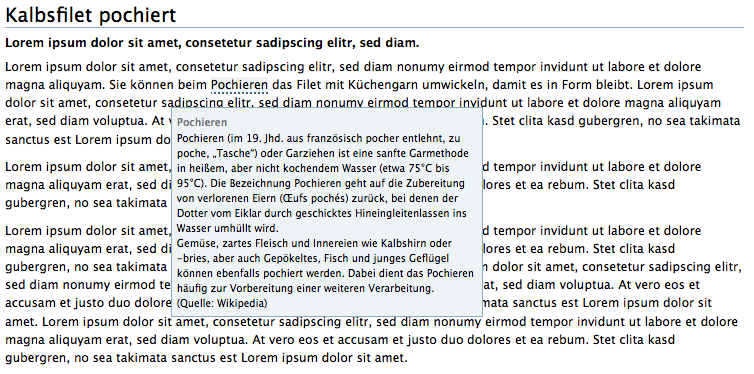 Kalbsfilet pochiert
Lorem ipsum dolor sit amet, consetetur sadipscing elitr, sed diam.
Lorem ipsum dolor sit amet, consetetur sadipscing elitr, sed diam nonumy eirmod tempor invidunt ut labore et dolore
magna aliquyam. Sie können beim Pochieren das Filet mit Küchengarn umwickeln, damit es in Form bleibt. Lorem ipsum
dolor sit amet, consetetur sadipscing elitr, sed diam nonumy eirmod tempor invidunt ut labore et dolore magna aliquyam
erat, sed diam voluptua. At v. Stet clita kasd gubergren, no sea takimata
sanctus est Lorem ipsum do
Pochieren
Pochieren (im 19. Jhd. aus französisch pocher entlehnt, zu
poche, „Tasche“) oder Garziehen ist eine sanfte Garmethode
in heißem, aber nicht kochendem Wasser (etwa 75°C bis
95°C). Die Bezeichnung Pochieren geht auf die Zubereitung
von verlorenen Eiern (Œufs pochés) zurück, bei denen der
Dotter vom Eiklar durch geschicktes Hineingleitenlassen ins
Wasser umhüllt wird.
Gemüse, zartes Fleisch und Innereien wie Kalbshirn oder
-bries, aber auch Gepökeltes, Fisch und junges Geflügel
können ebenfalls pochiert werden. Dabei dient das Pochieren
häufig zur Vorbereitung einer weiteren Verarbeitung.
(Quelle: Wikipedia)
Lorem ipsum dolor sit amet, mod tempor invidunt ut labore et dolore
magna aliquyam erat, sed di dolores et ea rebum. Stet clita kasd
gubergren, no sea takimata
Lorem ipsum dolor sit amet, mod tempor invidunt ut labore et dolore
magna aliquyam erat, sed di dolores et ea rebum. Stet clita kasd
gubergren, no sea takimata dolor sit amet, consetetur sadipscing elitr,
sed diam nonumy eirmod te sed diam voluptua. At vero eos et
accusam et justo duo dolore mata sanctus est Lorem ipsum dolor sit
amet. Lorem ipsum dolor sit amet, consetetur sadipscing elitr, sed diam nonumy eirmod tempor invidunt ut labore et dolore
magna aliquyam erat, sed diam voluptua. At vero eos et accusam et justo duo dolores et ea rebum. Stet clita kasd
gubergren, no sea takimata sanctus est Lorem ipsum dolor sit amet.